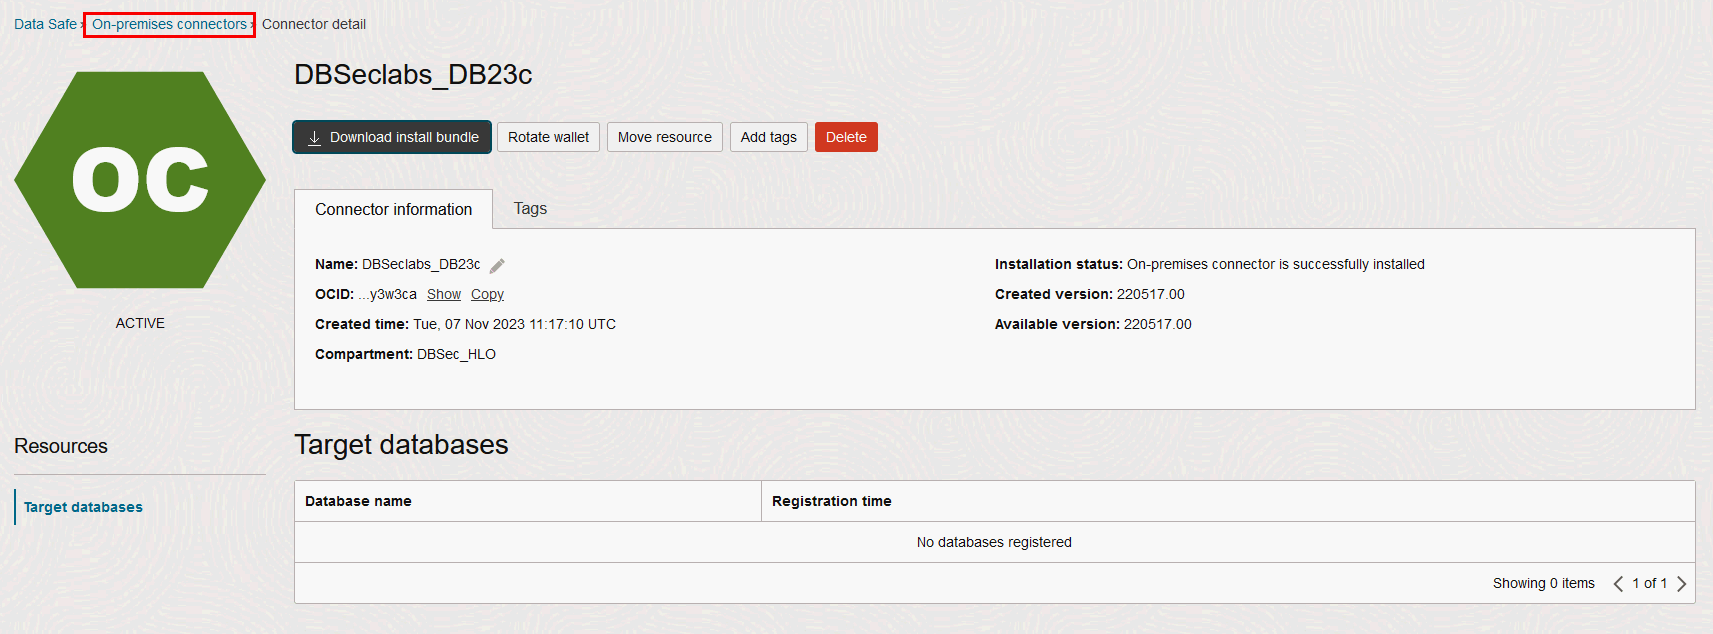 Data Safe › On-premises connectors › Connector detail
OC
ACTIVE
DBSeclabs_DB23c
Download install bundle Rotate wallet Move resource Add tags Delete
Connector information Tags
Name: DBSeclabs_DB23c
OCID: ...y3w3ca Show Copy
Created time: Tue, 07 Nov 2023 11:17:10 UTC
Compartment: DBSec_HLO
Installation status: On-premises connector is successfully installed
Created version: 220517.00
Available version: 220517.00
Resources
Target databases
Target databases
Database name Registration time
No databases registered
Showing 0 items < 1 of 1 >